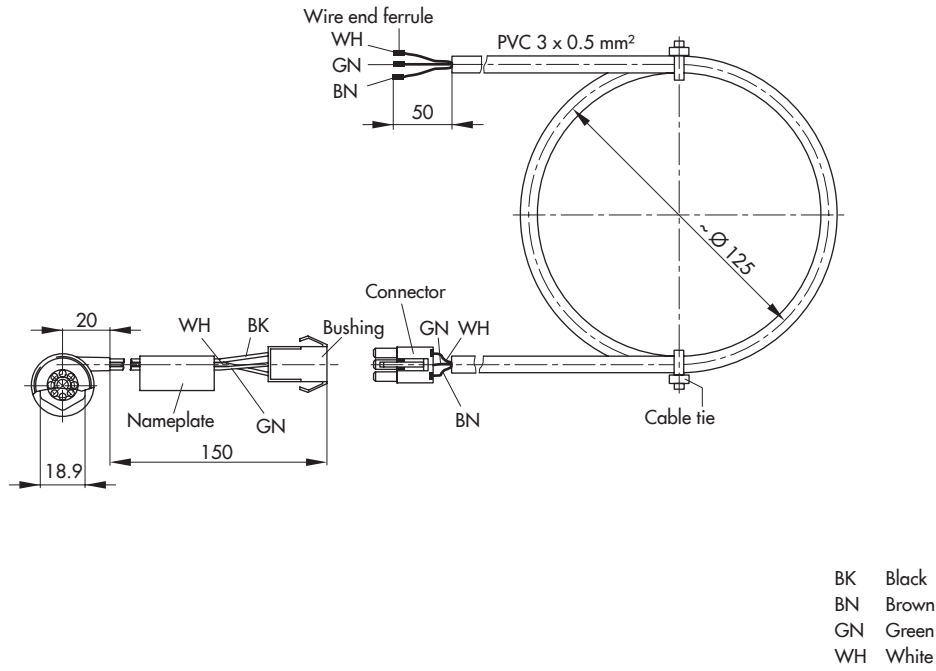 Wire end ferrule
WH
GN
BN
50
PVC 3 x 0.5 mm²
~ Ø 125
Connector
GN WH
BN
Cable tie
20
WH
BK
Bushing
Nameplate
GN
150
18.9
BK Black
BN Brown
GN Green
WH White